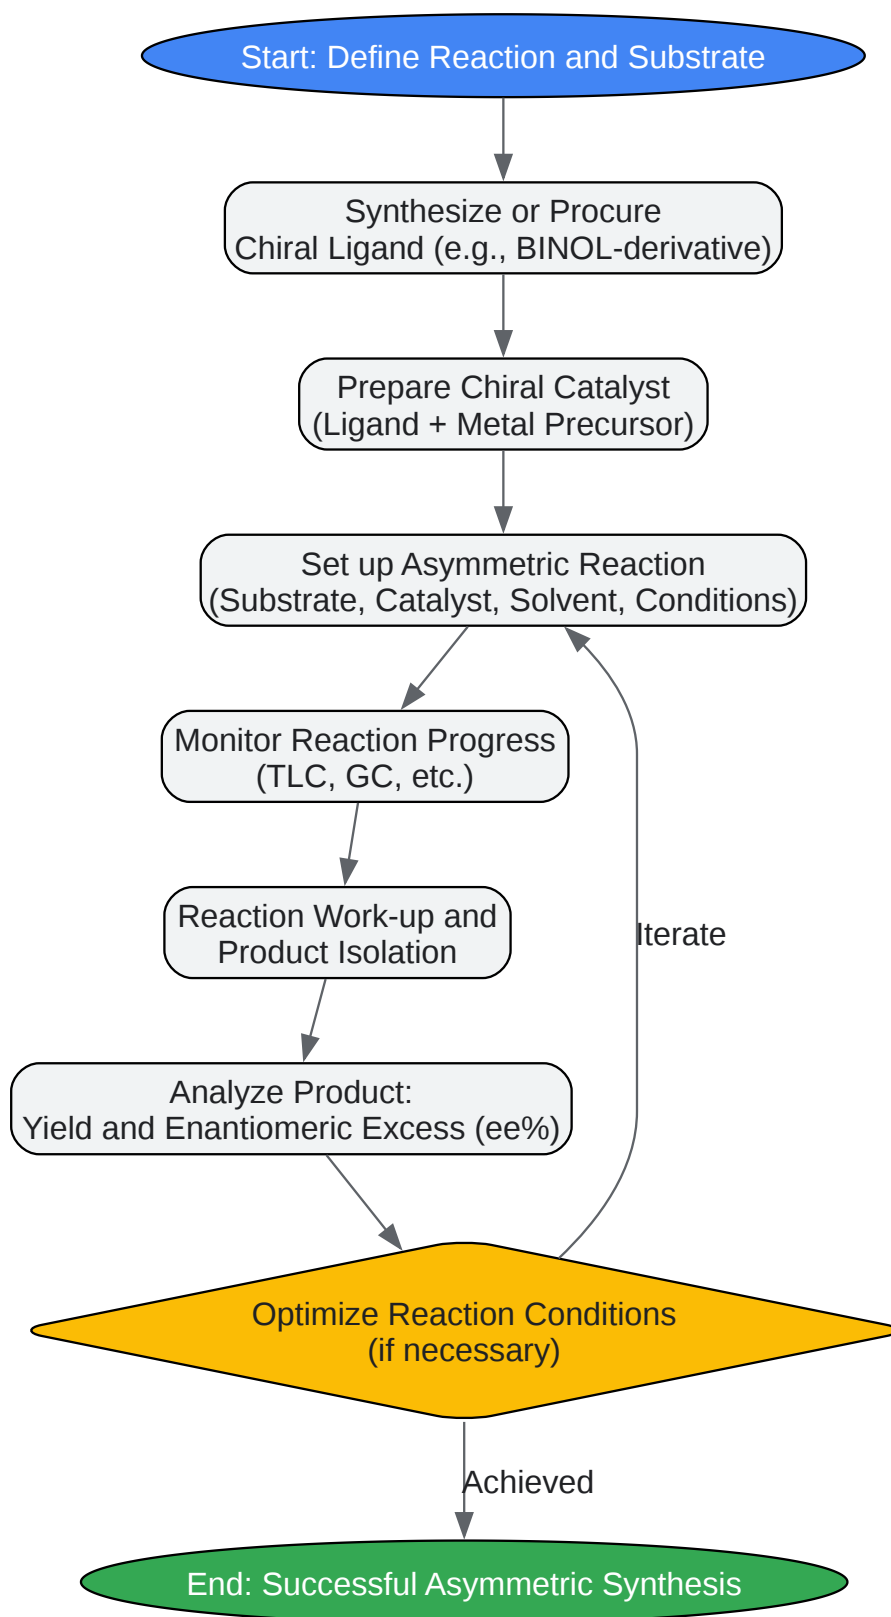 Start: Define Reaction and Substrate
Synthesize or Procure
Chiral Ligand (e.g., BINOL-derivative)
Prepare Chiral Catalyst
(Ligand + Metal Precursor)
Set up Asymmetric Reaction
(Substrate, Catalyst, Solvent, Conditions)
Monitor Reaction Progress
(TLC, GC, etc.)
Reaction Work-up and
Product Isolation
Iterate
Analyze Product:
Yield and Enantiomeric Excess (ee%)
Optimize Reaction Conditions
(if necessary)
Achieved
End: Successful Asymmetric Synthesis